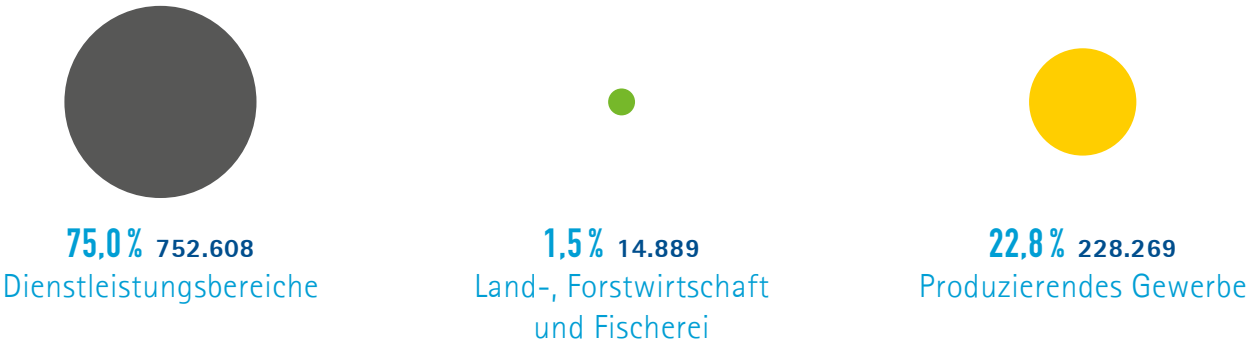 75,0 % 752.608
Dienstleistungsbereiche
1,5 % 14.889
Land-, Forstwirtschaft
und Fischerei
22,8 % 228.269
Produzierendes Gewerbe